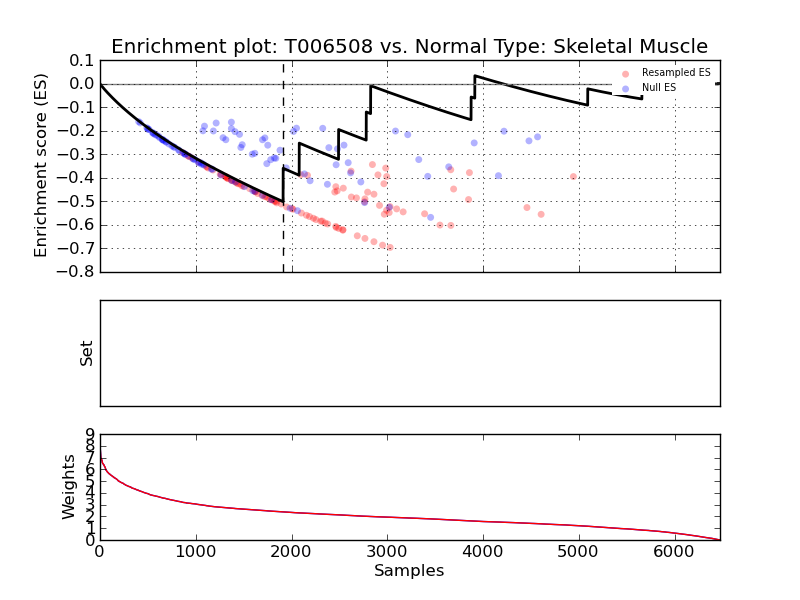 Enrichment plot: T006508 vs. Normal Type: Skeletal Muscle
0.1
0.0
−0.1
−0.2
−0.3
−0.4
−0.5
−0.6
−0.7
−0.8
Enrichment score (ES)
Resampled ES
Null ES
Set
9
8
7
6
5
4
3
2
1
0
Weights
0 1000 2000 3000 4000 5000 6000
Samples